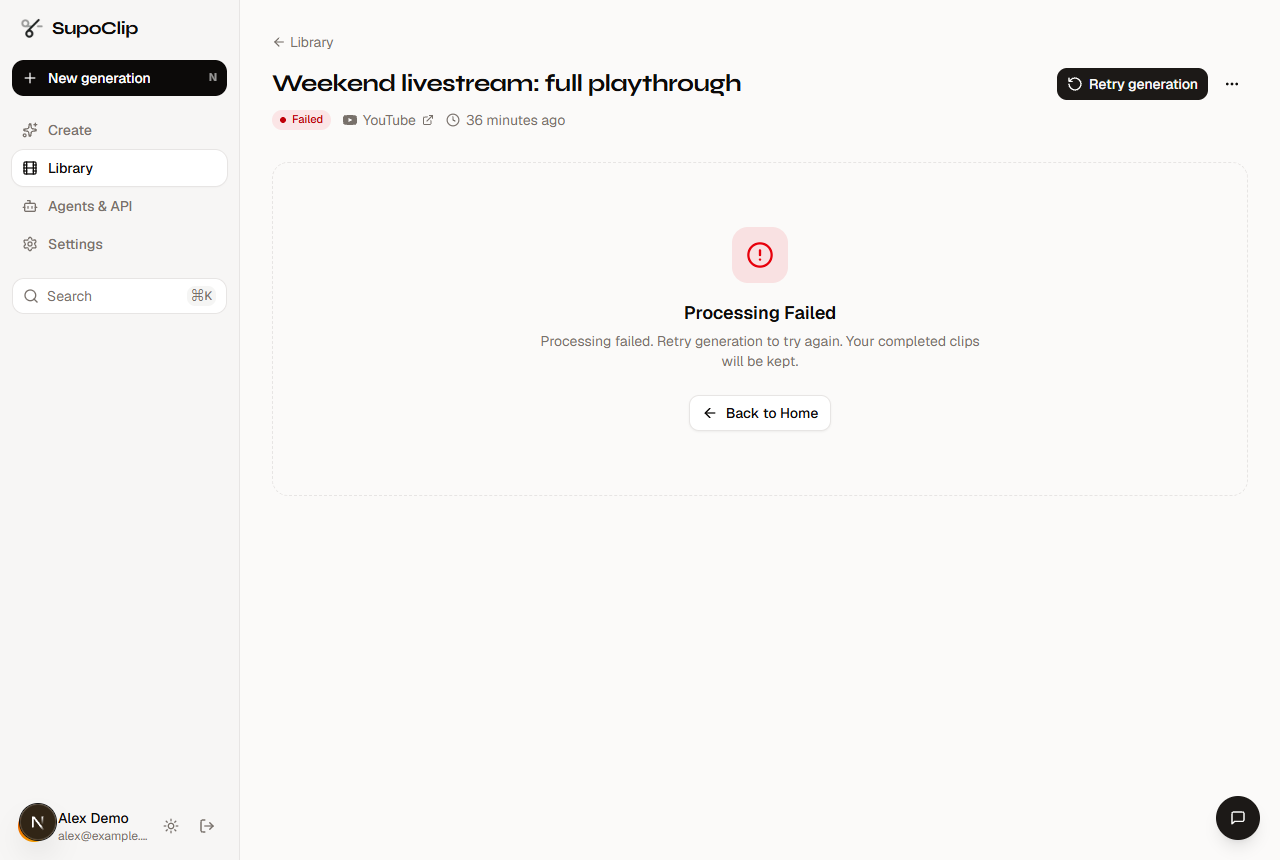 SupoClip
New generation N
Create
Library
Agents & API
Settings
Search ⌘K
N
Alex Demo
alex@example....
Library
Weekend livestream: full playthrough
Retry generation
Failed YouTube 36 minutes ago
Processing Failed
Processing failed. Retry generation to try again. Your completed clips
will be kept.
Back to Home